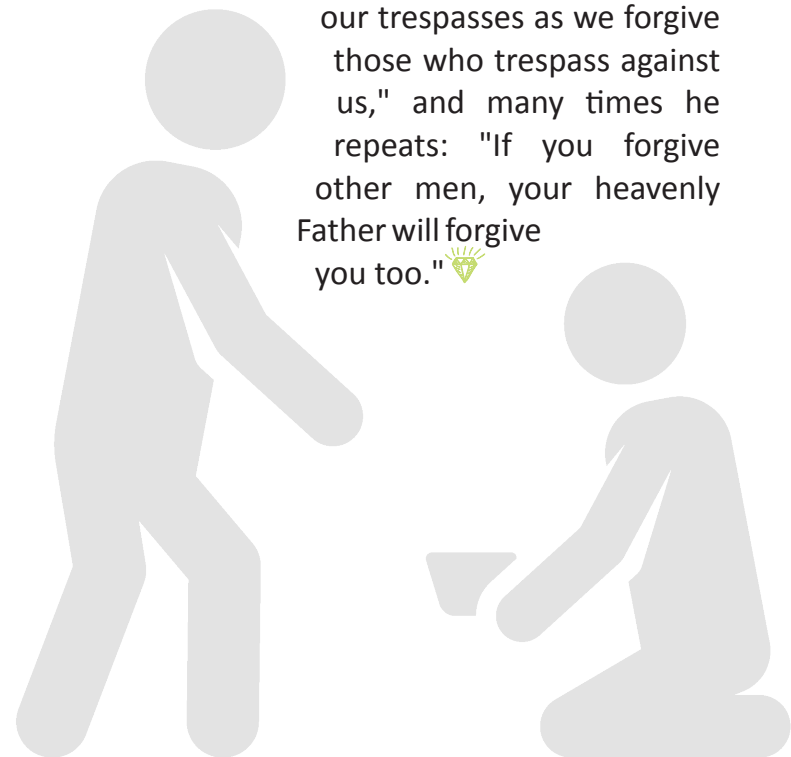 our trespasses as we forgive
those who trespass against
us," and many times he
repeats: "If you forgive
other men, your heavenly
Father will forgive
you too."